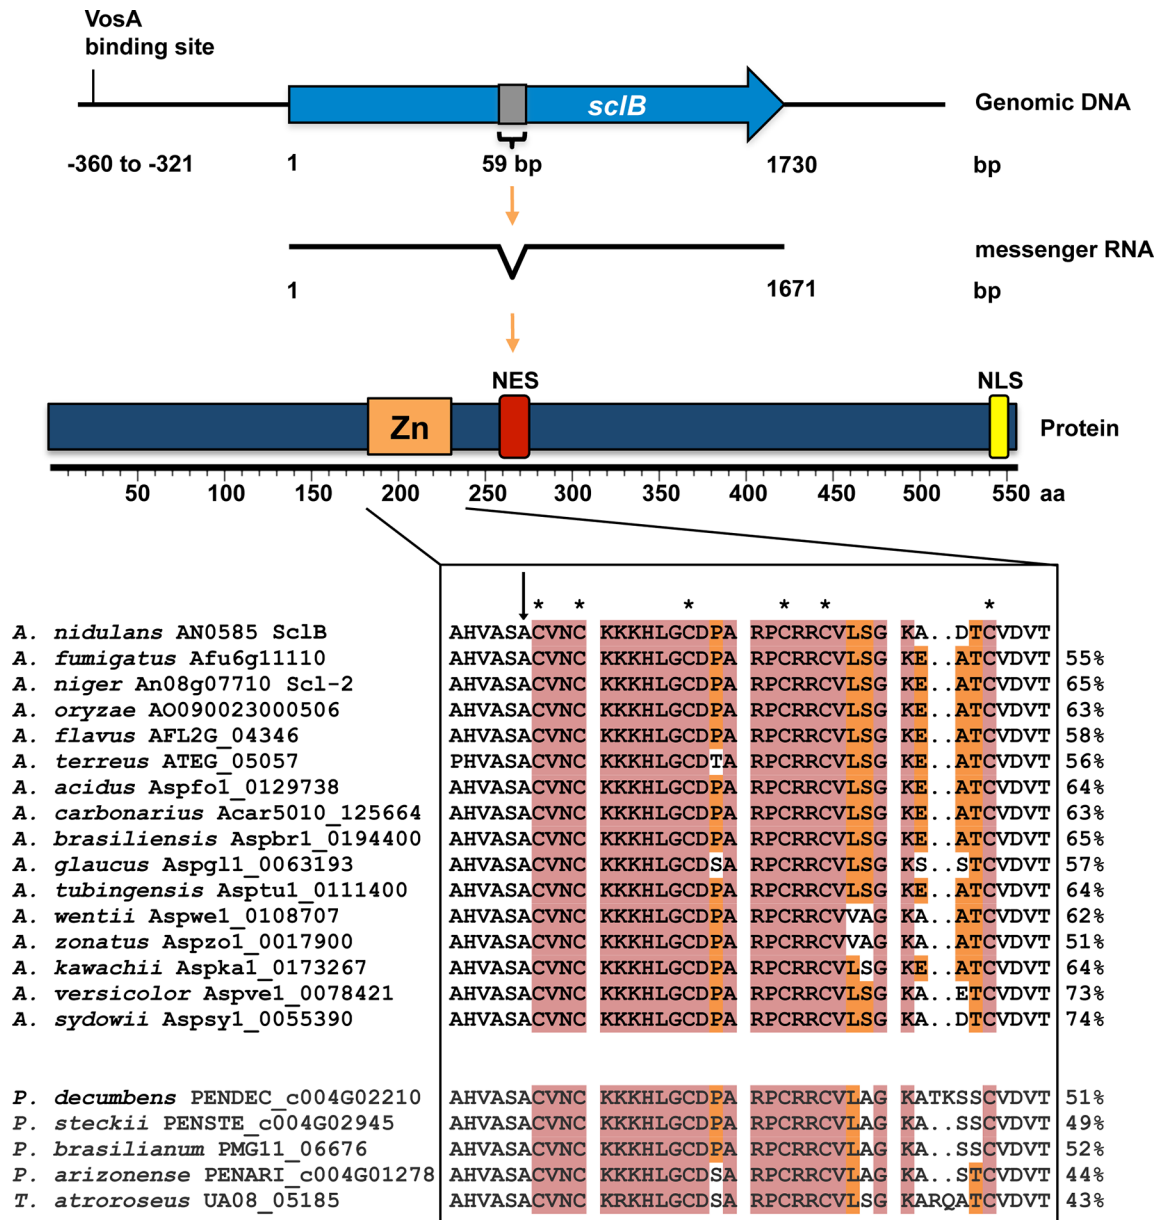 VosA
binding site
sclB
Genomic DNA
-360 to -321 1 59 bp 1730 bp
messenger RNA
1 1671 bp
NES NLS
Zn
Protein
50 100 150 200 250 300 350 400 450 500 550 aa
* * * * * *
A. nidulans AN0585 SclB AHVASACVNC KKKHLGCDPA RPCRRCVLSG KA..DTCVDVT
A. fumigatus Afu6g11110 AHVASACVNC KKKHLGCDPA RPCRRCVLSG KE..ATCVDVT 55%
A. niger An08g07710 Scl-2 AHVASACVNC KKKHLGCDPA RPCRRCVLSG KE..ATCVDVT 65%
A. oryzae AO090023000506 AHVASACVNC KKKHLGCDPA RPCRRCVLSG KE..ATCVDVT 63%
A. flavus AFL2G_04346 AHVASACVNC KKKHLGCDPA RPCRRCVLSG KE..ATCVDVT 58%
A. terreus ATEG_05057 PHVASACVNC KKKHLGCDTA RPCRRCVLSG KE..ATCVDVT 56%
A. acidus Aspfo1_0129738 AHVASACVNC KKKHLGCDPA RPCRRCVLSG KE..ATCVDVT 64%
A. carbonarius Acar5010_125664 AHVASACVNC KKKHLGCDPA RPCRRCVLSG KE..ATCVDVT 63%
A. brasiliensis Aspbr1_0194400 AHVASACVNC KKKHLGCDPA RPCRRCVLSG KE..ATCVDVT 65%
A. glaucus Aspgl1_0063193 AHVASACVNC KKKHLGCDSA RPCRRCVLSG KS..STCVDVT 57%
A. tubingensis Asptu1_0111400 AHVASACVNC KKKHLGCDPA RPCRRCVLSG KE..ATCVDVT 64%
A. wentii Aspwe1_0108707 AHVASACVNC KKKHLGCDPA RPCRRCVVAG KA..ATCVDVT 62%
A. zonatus Aspzo1_0017900 AHVASACVNC KKKHLGCDPA RPCRRCVVAG KA..ATCVDVT 51%
A. kawachii Aspka1_0173267 AHVASACVNC KKKHLGCDPA RPCRRCVLSG KE..ATCVDVT 64%
A. versicolor Aspve1_0078421 AHVASACVNC KKKHLGCDPA RPCRRCVLSG KA..ETCVDVT 73%
A. sydowii Aspsy1_0055390 AHVASACVNC KKKHLGCDPA RPCRRCVLSG KA..DTCVDVT 74%
P. decumbens PENDEC_c004G02210 AHVASACVNC KKKHLGCDPA RPCRRCVLAG KATKSSCVDVT 51%
P. steckii PENSTE_c004G02945 AHVASACVNC KKKHLGCDPA RPCRRCVLAG KA..SSCVDVT 49%
P. brasilianum PMG11_06676 AHVASACVNC KKKHLGCDPA RPCRRCVLAG KA..SSCVDVT 52%
P. arizonense PENARI_c004G01278 AHVASACVNC KKKHLGCDSA RPCRRCVLAG KA..STCVDVT 44%
T. atroroseus UA08_05185 AHVASACVNC KRKHLGCDSA RPCRRCVLSG KARQATCVDVT 43%